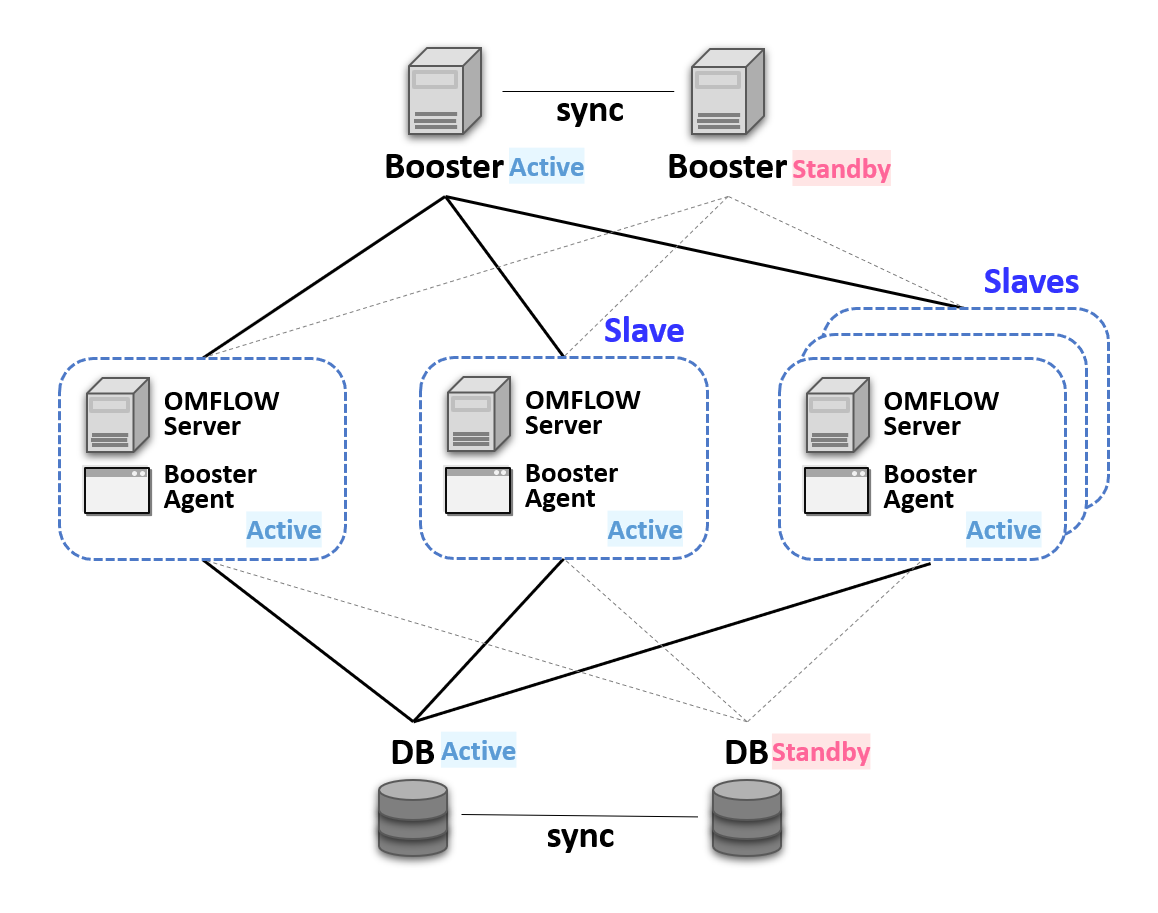 sync
Booster Active
Booster Standby
Slaves
Slave
OMFLOW
Server
Booster
Agent
Active
OMFLOW
Server
Booster
Agent
Active
OMFLOW
Server
Booster
Agent
Active
DB Active
DB Standby
sync